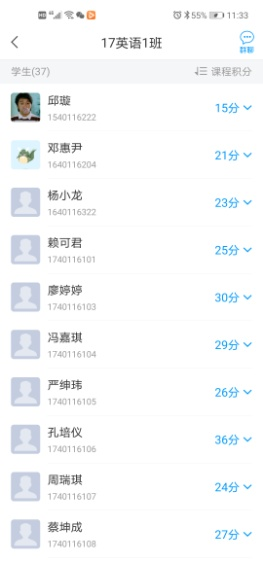 55% 11:33
17英语1班
群聊
学生(37) 课程积分
邱璇
1540116222
15分
邓惠尹
1640116204
21分
杨小龙
1640116322
23分
赖可君
1740116101
25分
廖婷婷
1740116103
30分
冯嘉琪
1740116104
29分
严绅玮
1740116105
26分
孔培仪
1740116106
36分
周瑞琪
1740116107
24分
蔡坤成
1740116108
27分